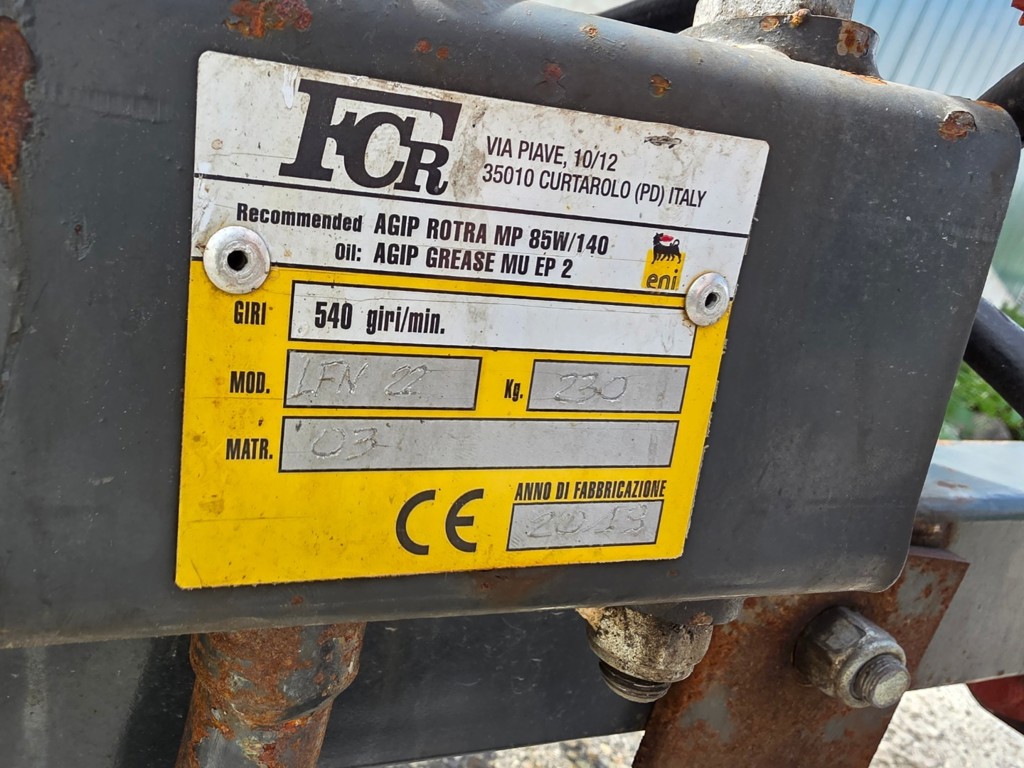 FCR
VIA PIAVE, 10/12
35010 CURTAROLO (PD) ITALY
Recommended AGIP ROTRA MP 85W/140
Oil: AGIP GREASE MU EP 2
eni
GIRI 540 giri/min.
MOD. LFN 22 Kg. 230
MATR. 03
CE ANNO DI FABBRICAZIONE
2013